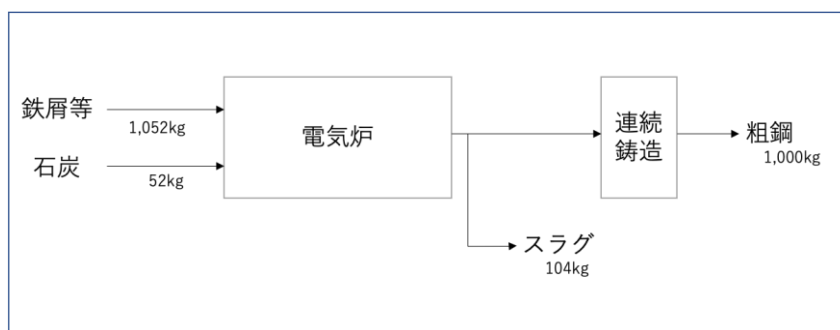 鉄屑等
1,052kg
石炭
52kg
電気炉
連続
鋳造
粗鋼
1,000kg
スラグ
104kg